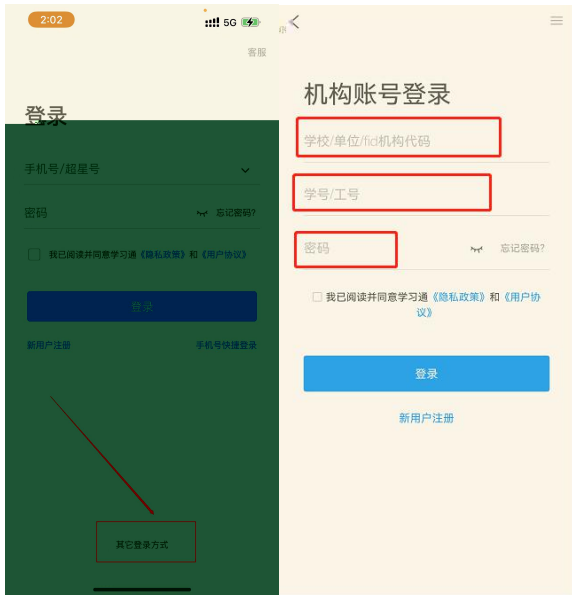 2:02
5G
客服
登录
手机号/超星号
密码
忘记密码?
我已阅读并同意学习通《隐私政策》和《用户协议》
登录
新用户注册
手机号快捷登录
其它登录方式
机构账号登录
学校/单位/fid机构代码
学号/工号
密码
忘记密码?
我已阅读并同意学习通《隐私政策》和《用户协
议》
登录
新用户注册